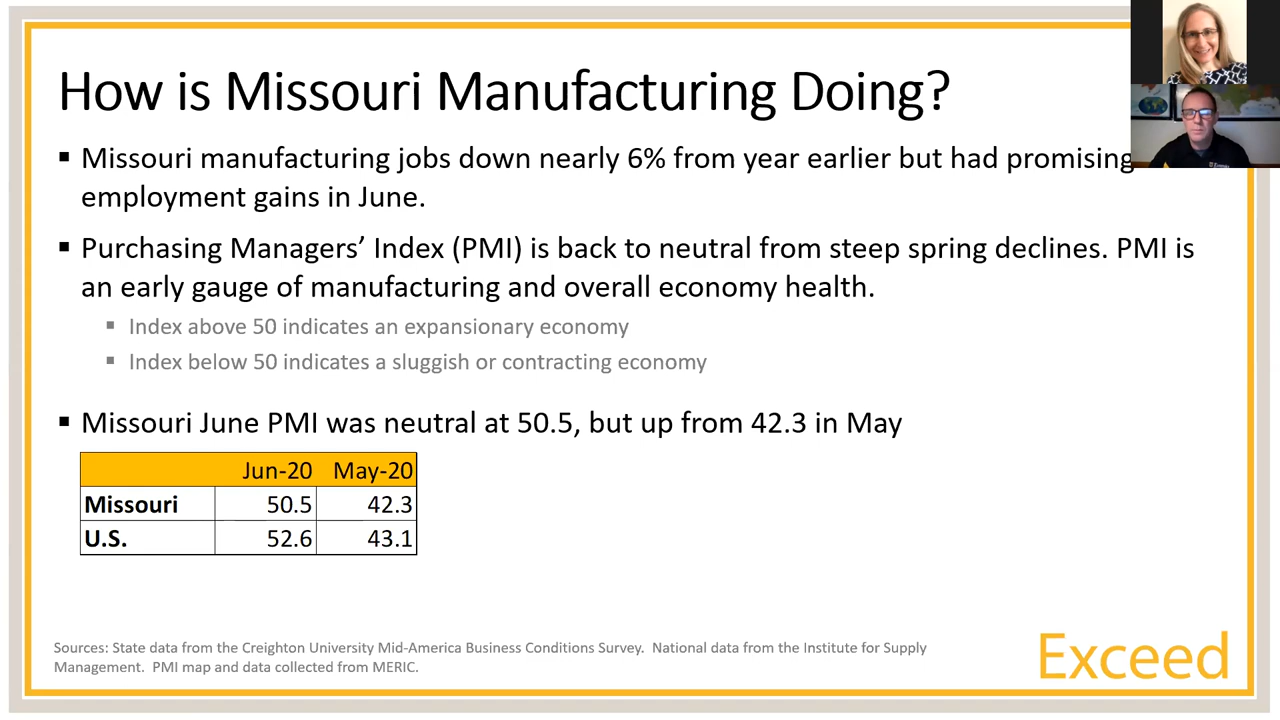 How is Missouri Manufacturing Doing?
▪ Missouri manufacturing jobs down nearly 6% from year earlier but had promising
employment gains in June.
▪ Purchasing Managers’ Index (PMI) is back to neutral from steep spring declines. PMI is
an early gauge of manufacturing and overall economy health.
▪ Index above 50 indicates an expansionary economy
▪ Index below 50 indicates a sluggish or contracting economy
▪ Missouri June PMI was neutral at 50.5, but up from 42.3 in May
Jun-20 May-20
Missouri 50.5 42.3
U.S. 52.6 43.1
Sources: State data from the Creighton University Mid-America Business Conditions Survey. National data from the Institute for Supply
Management. PMI map and data collected from MERIC.
Exceed